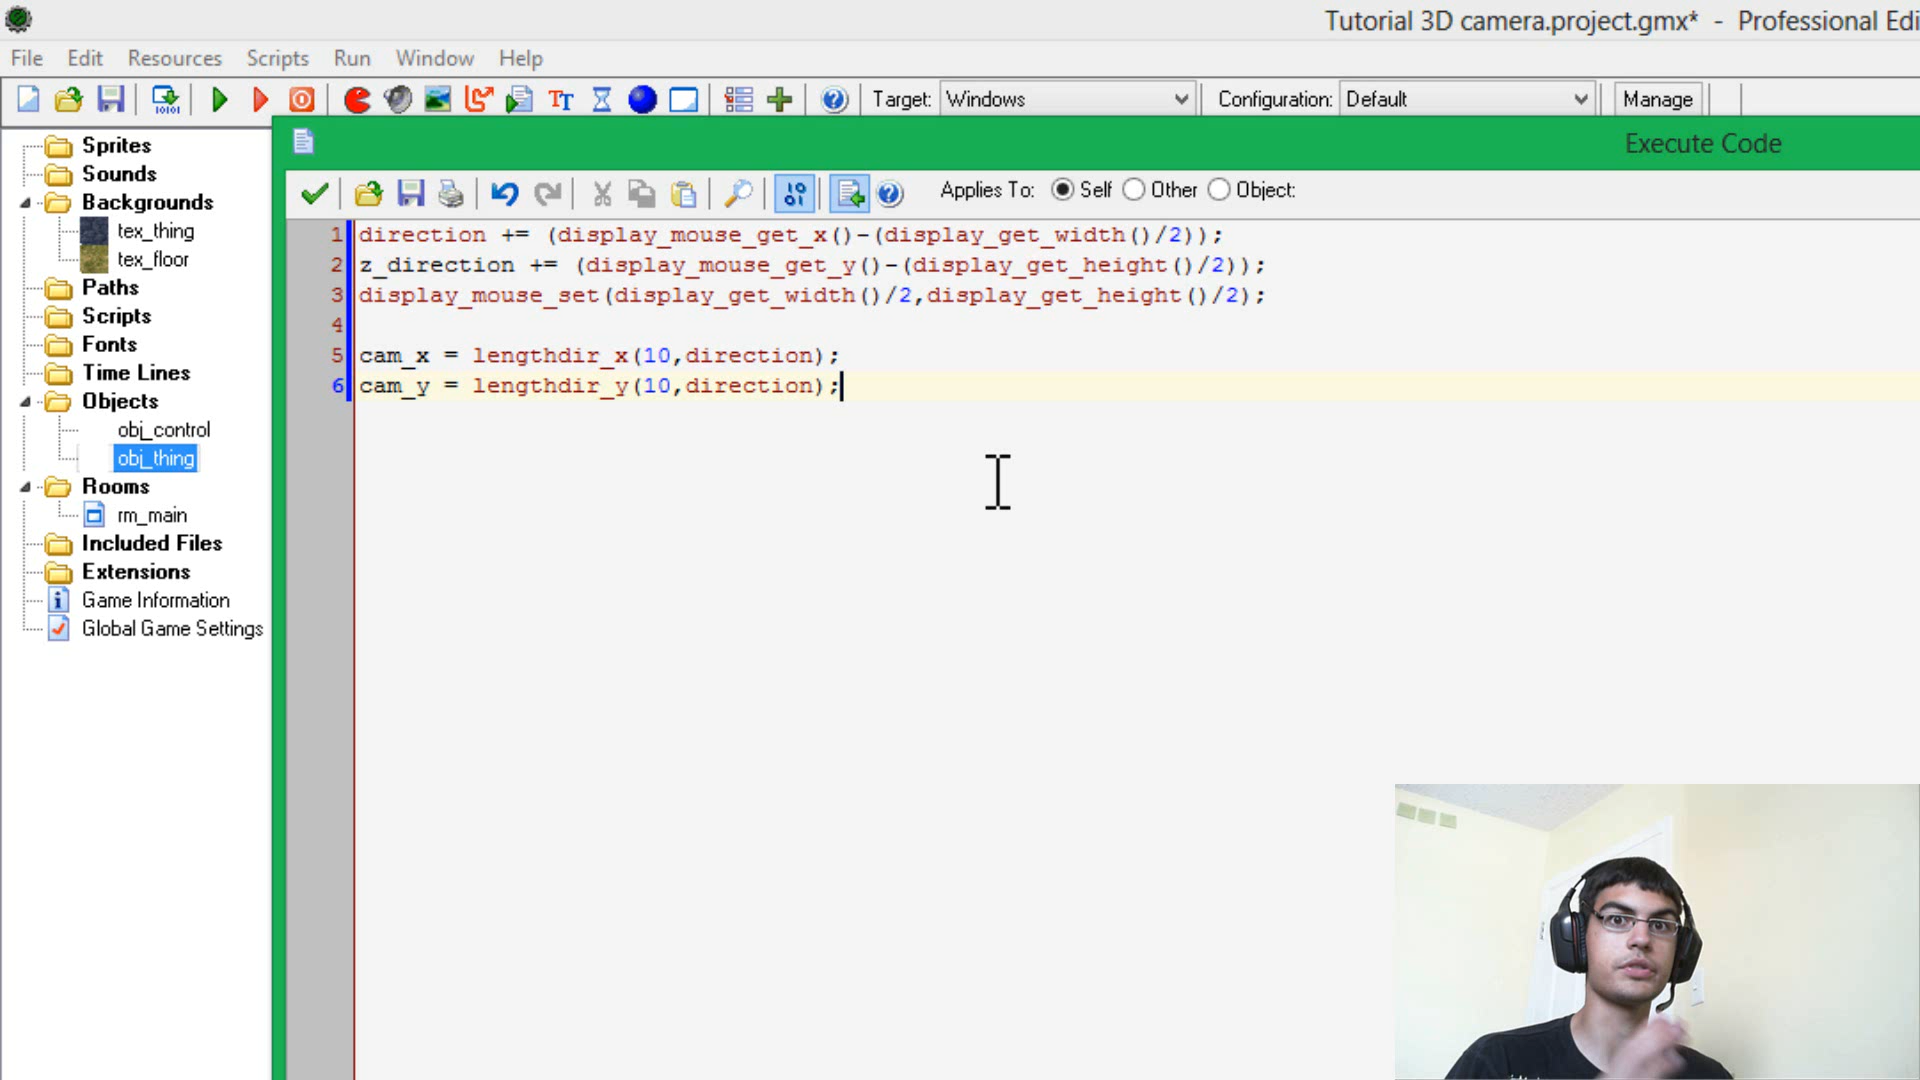 Tutorial 3D camera.project.gmx* - Professional Edi
File Edit Resources Scripts Run Window Help
Target: Windows Configuration: Default Manage
Execute Code
Applies To: Self Other Object:
Sprites
Sounds
Backgrounds
tex_thing
tex_floor
Paths
Scripts
Fonts
Time Lines
Objects
obj_control
obj_thing
Rooms
rm_main
Included Files
Extensions
Game Information
Global Game Settings
1 direction += (display_mouse_get_x()-(display_get_width()/2));
2 z_direction += (display_mouse_get_y()-(display_get_height()/2));
3 display_mouse_set(display_get_width()/2,display_get_height()/2);
4
5 cam_x = lengthdir_x(10,direction);
6 cam_y = lengthdir_y(10,direction);